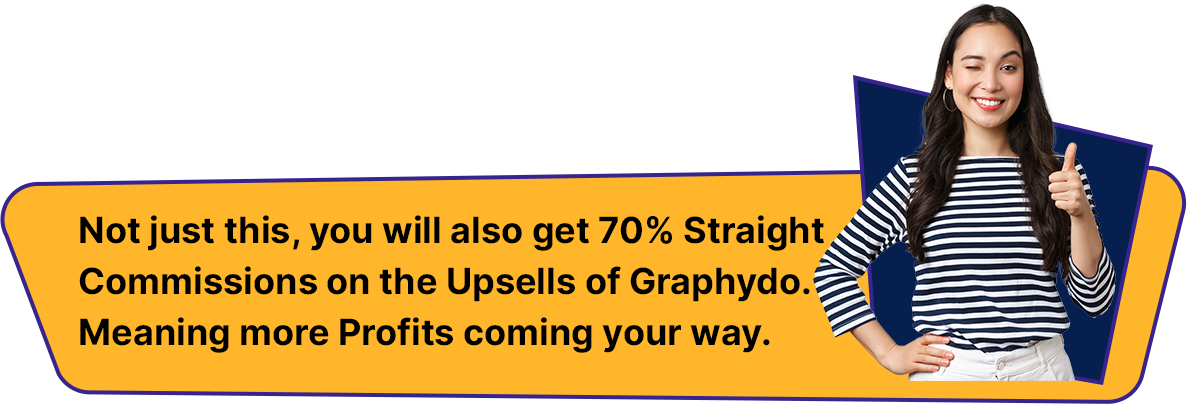 Not just this, you will also get 70% Straight
Commissions on the Upsells of Graphydo.
Meaning more Profits coming your way.